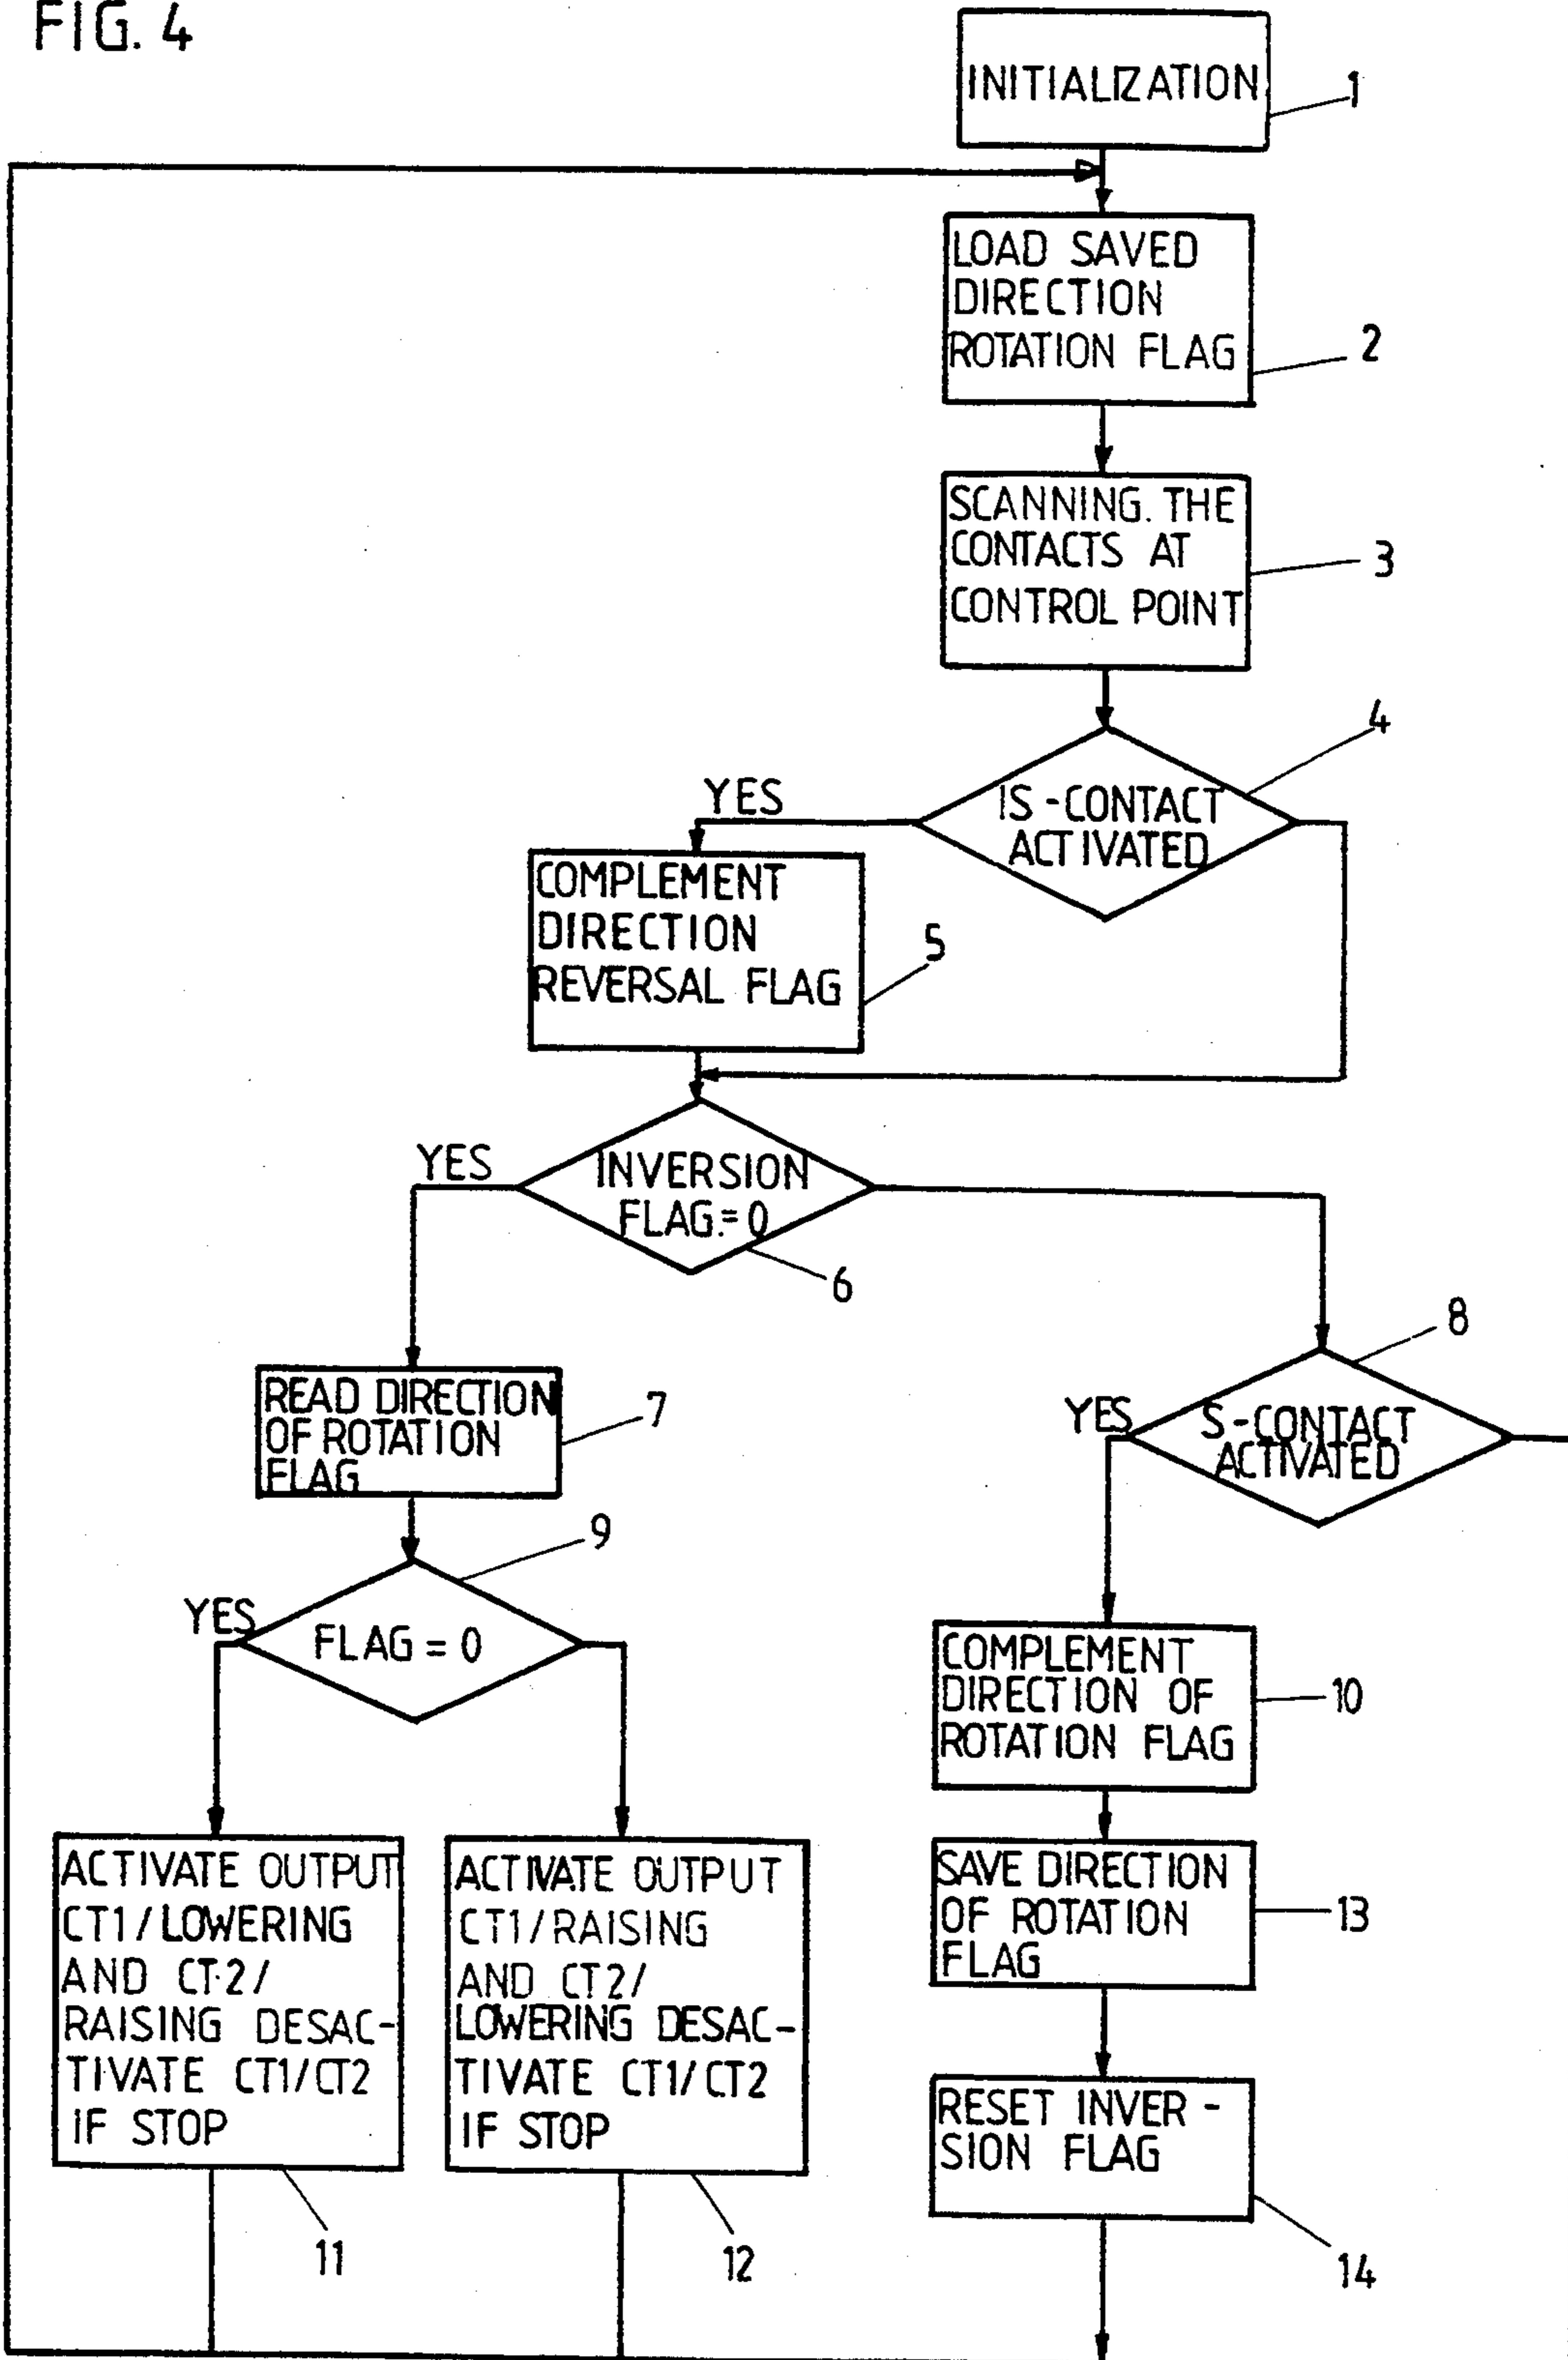 FIG. 4
INITIALIZATION
1
LOAD SAVED
DIRECTION
ROTATION FLAG
2
SCANNING. THE
CONTACTS AT
CONTROL POINT
3
4
IS-CONTACT
ACTIVATED
YES
COMPLEMENT
DIRECTION
REVERSAL FLAG
5
INVERSION
FLAG.=0
YES
6
READ DIRECTION
OF ROTATION
FLAG
7
8
S-CONTACT
ACTIVATED
YES
9
FLAG = 0
YES
COMPLEMENT
DIRECTION OF
ROTATION FLAG
10
ACTIVATE OUTPUT
CT1/LOWERING
AND CT2/
RAISING DESAC-
TIVATE CT1/CT2
IF STOP
11
ACTIVATE OUTPUT
CT1/RAISING
AND CT2/
LOWERING DESAC-
TIVATE CT1/CT2
IF STOP
12
SAVE DIRECTION
OF ROTATION
FLAG
13
RESET INVER-
SION FLAG
14